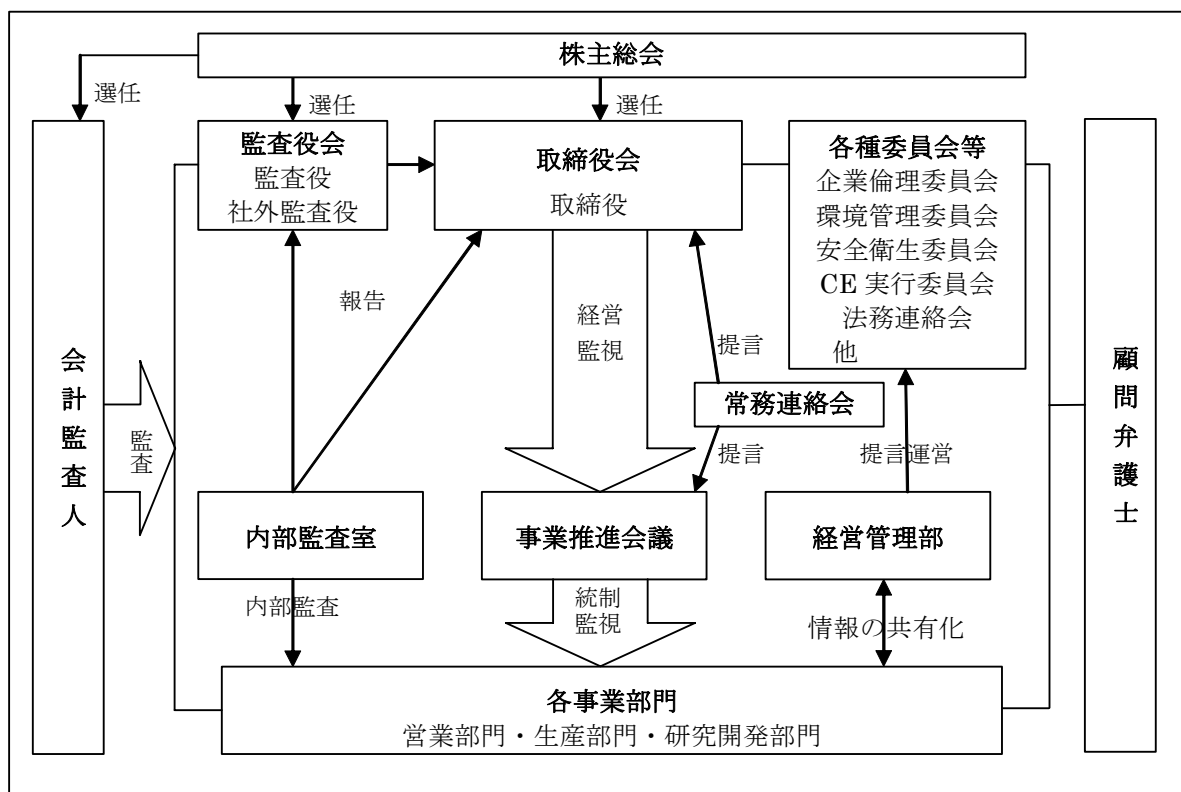 株主総会
選任
選任
選任
監査役会
監査役
社外監査役
取締役会
取締役
各種委員会等
企業倫理委員会
環境管理委員会
安全衛生委員会
CE 実行委員会
法務連絡会
他
報告
経営
監視
提言
常務連絡会
提言
提言運営
会計監査人
監査
顧問弁護士
内部監査室
事業推進会議
経営管理部
内部監査
統制
監視
情報の共有化
各事業部門
営業部門・生産部門・研究開発部門